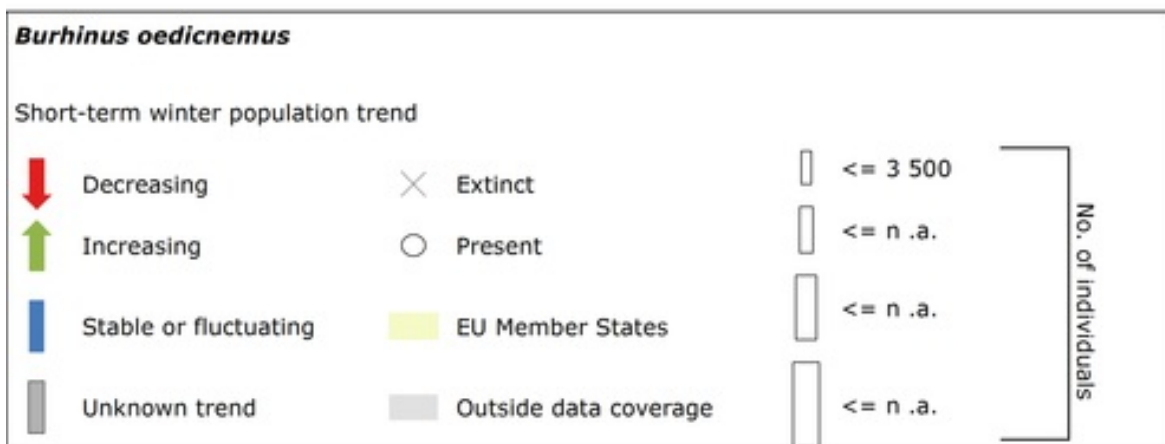 Burhinus oedicnemus
Short-term winter population trend
Decreasing
Extinct
<= 3 500
Increasing
Present
<= n .a.
Stable or fluctuating
EU Member States
<= n .a.
Unknown trend
Outside data coverage
<= n .a.
No. of individuals